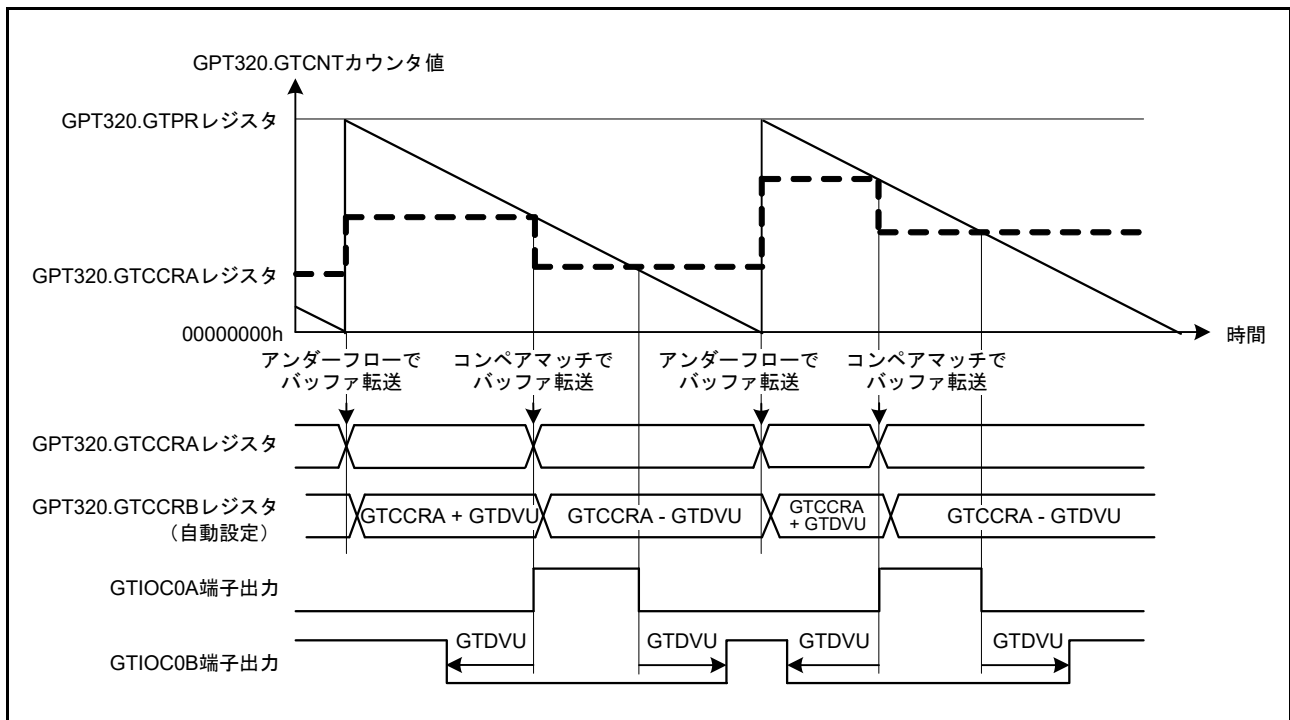 GPT320.GTCNTカウンタ値
GPT320.GTPRレジスタ
GPT320.GTCCRAレジスタ
00000000h
時間
アンダーフローで
バッファ転送
コンペアマッチで
バッファ転送
アンダーフローで
バッファ転送
コンペアマッチで
バッファ転送
GPT320.GTCCRAレジスタ
GPT320.GTCCRBレジスタ
（自動設定）
GTCCRA + GTDVU
GTCCRA - GTDVU
GTCCRA
+ GTDVU
GTCCRA - GTDVU
GTIOC0A端子出力
GTIOC0B端子出力
GTDVU
GTDVU
GTDVU
GTDVU